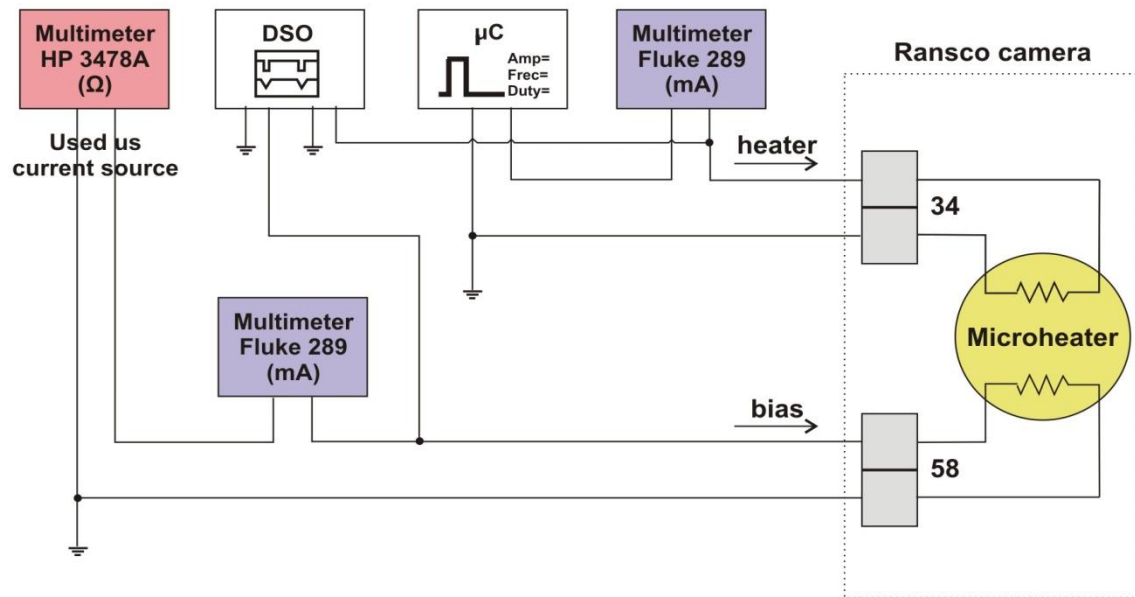 Multimeter
HP 3478A
(Ω)
Used us
current source
DSO
µC
Amp=
Frec=
Duty=
Multimeter
Fluke 289
(mA)
Ransco camera
heater
34
Multimeter
Fluke 289
(mA)
Microheater
bias
58